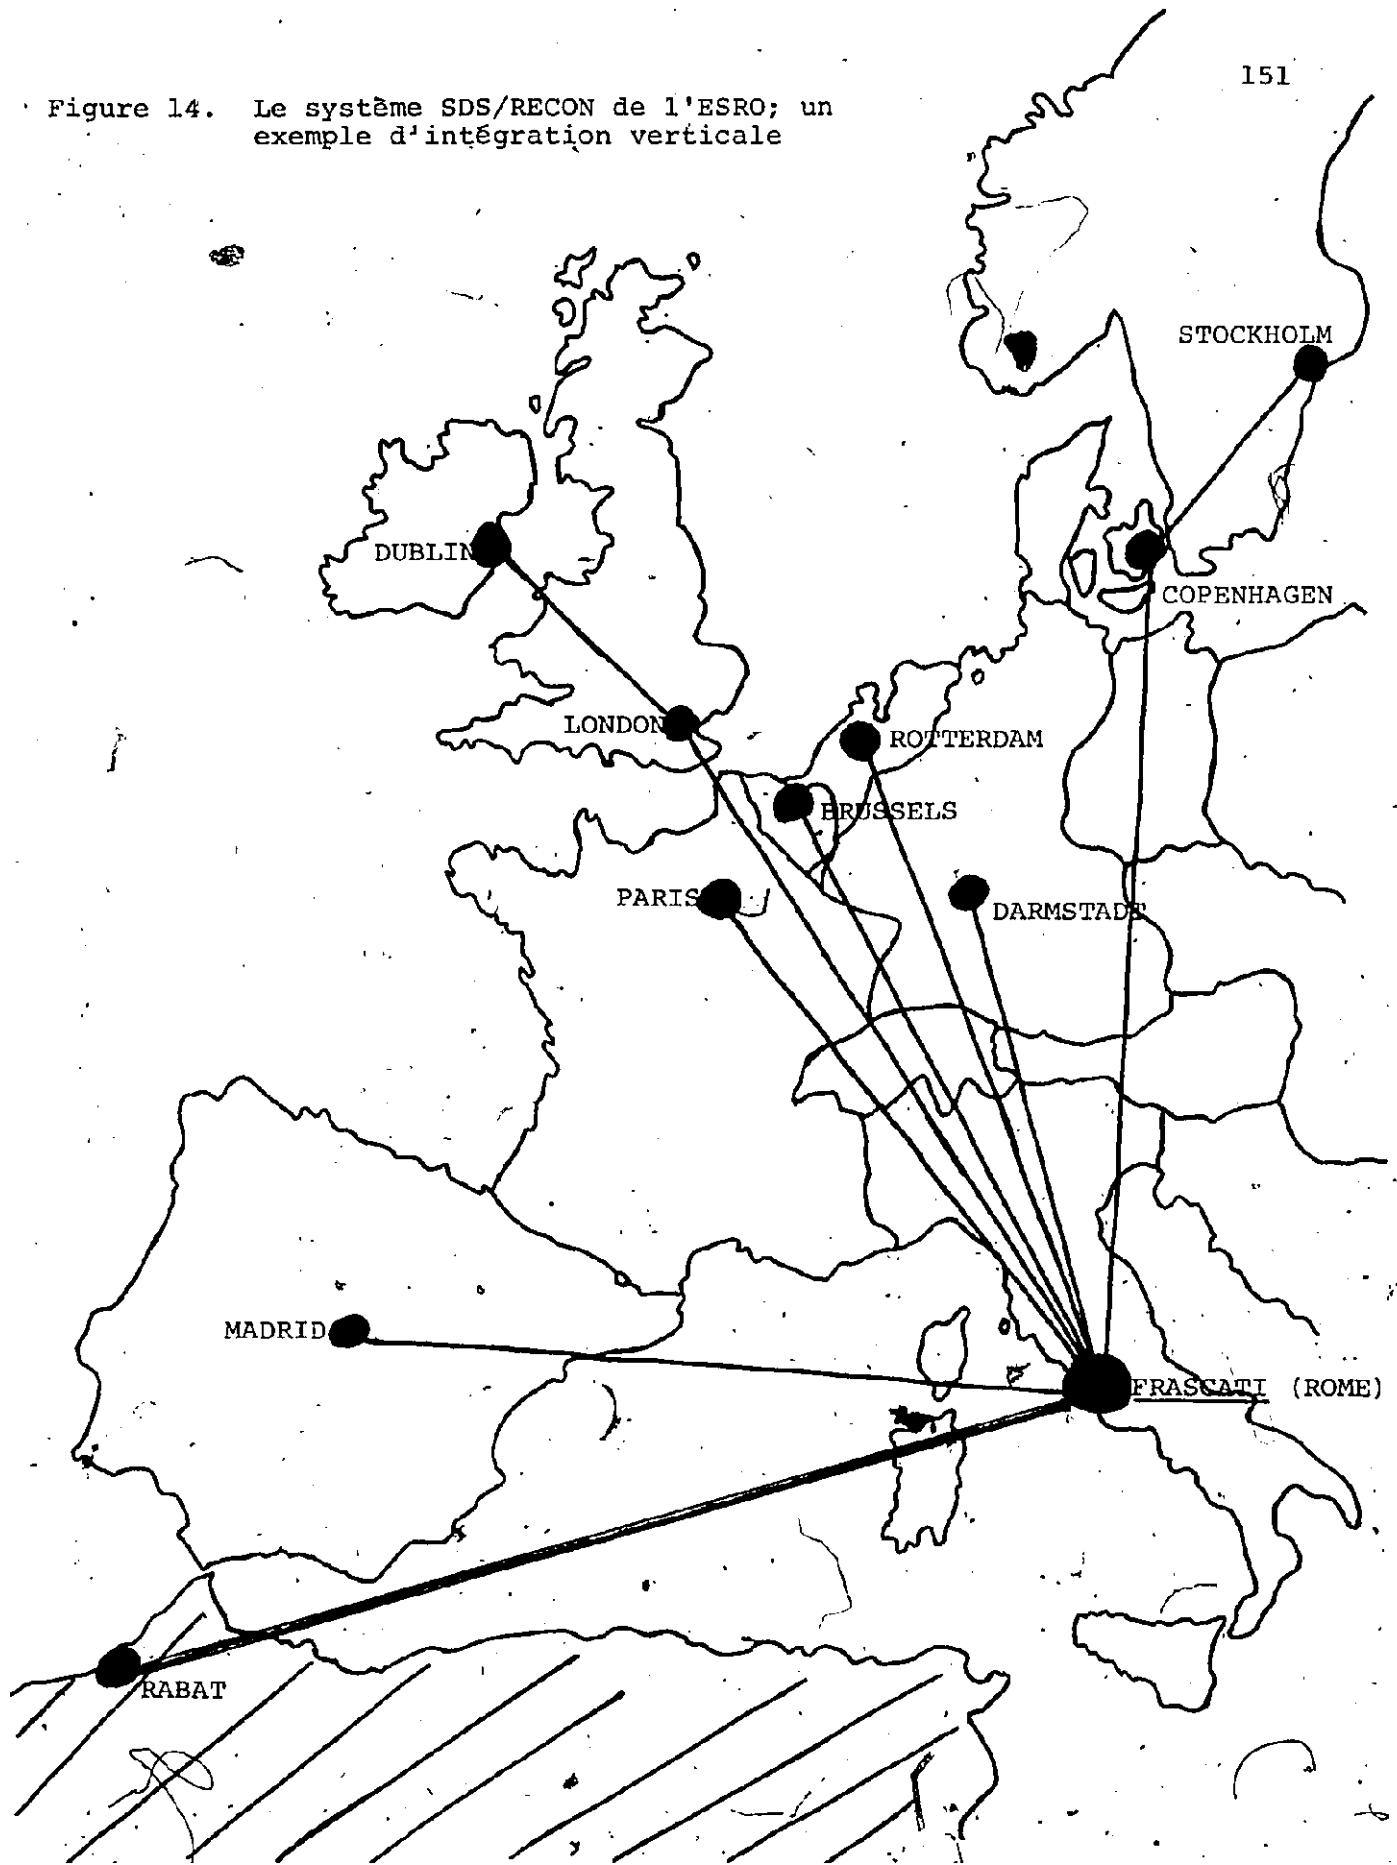 151
Figure 14. Le système SDS/RECON de l'ESRO; un
exemple d'intégration verticale
STOCKHOLM
DUBLIN
COPENHAGEN
LONDON
ROTTERDAM
BRUSSELS
PARIS
DARMSTADT
MADRID
FRASCATI (ROME)
RABAT